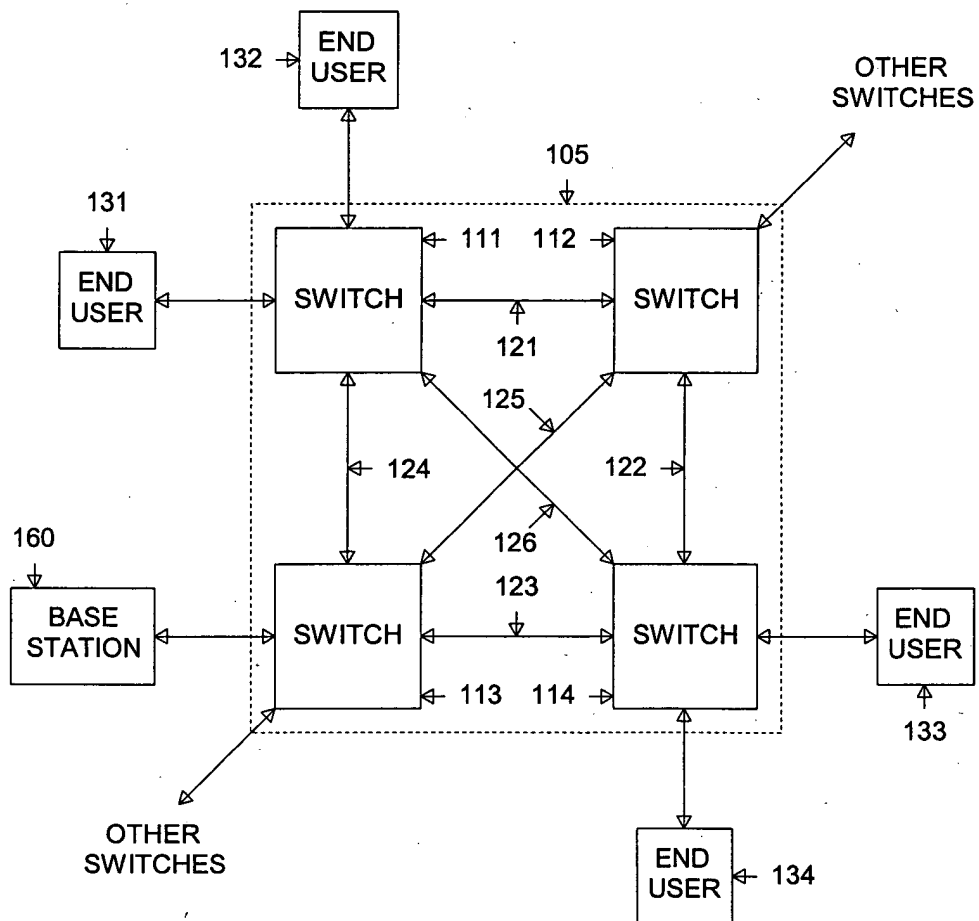 END
USER
132
OTHER
SWITCHES
105
131
111
112
END
USER
SWITCH
SWITCH
121
125
124
122
160
126
123
BASE
STATION
SWITCH
SWITCH
END
USER
113
114
133
OTHER
SWITCHES
END
USER
134